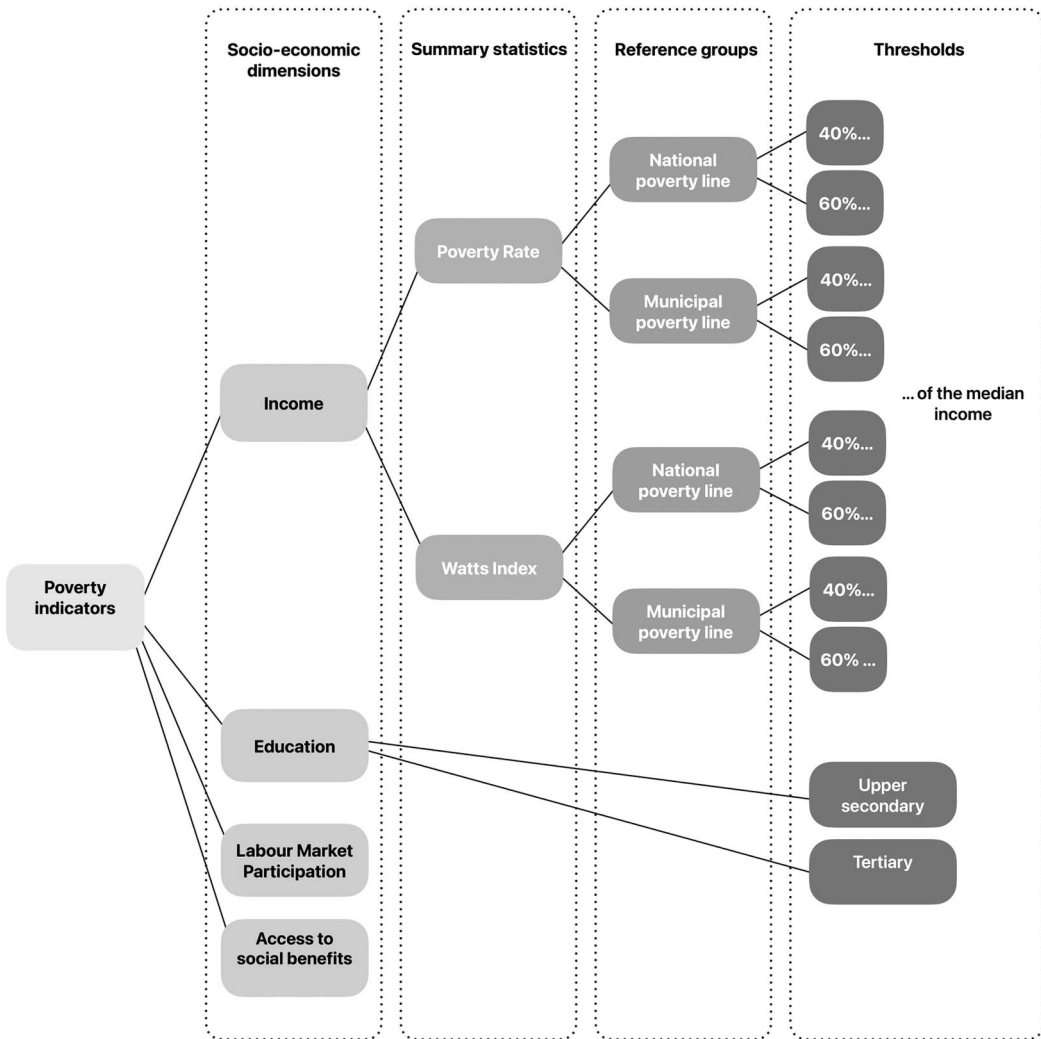 Socio-economic
dimensions
Summary statistics
Reference groups
Thresholds
40%...
National
poverty line
60%...
Poverty Rate
40%...
Municipal
poverty line
60%...
Income
... of the median
income
40%...
National
poverty line
60%...
Watts Index
40%...
Municipal
poverty line
60% ...
Poverty
indicators
Education
Upper
secondary
Labour Market
Participation
Tertiary
Access to
social benefits